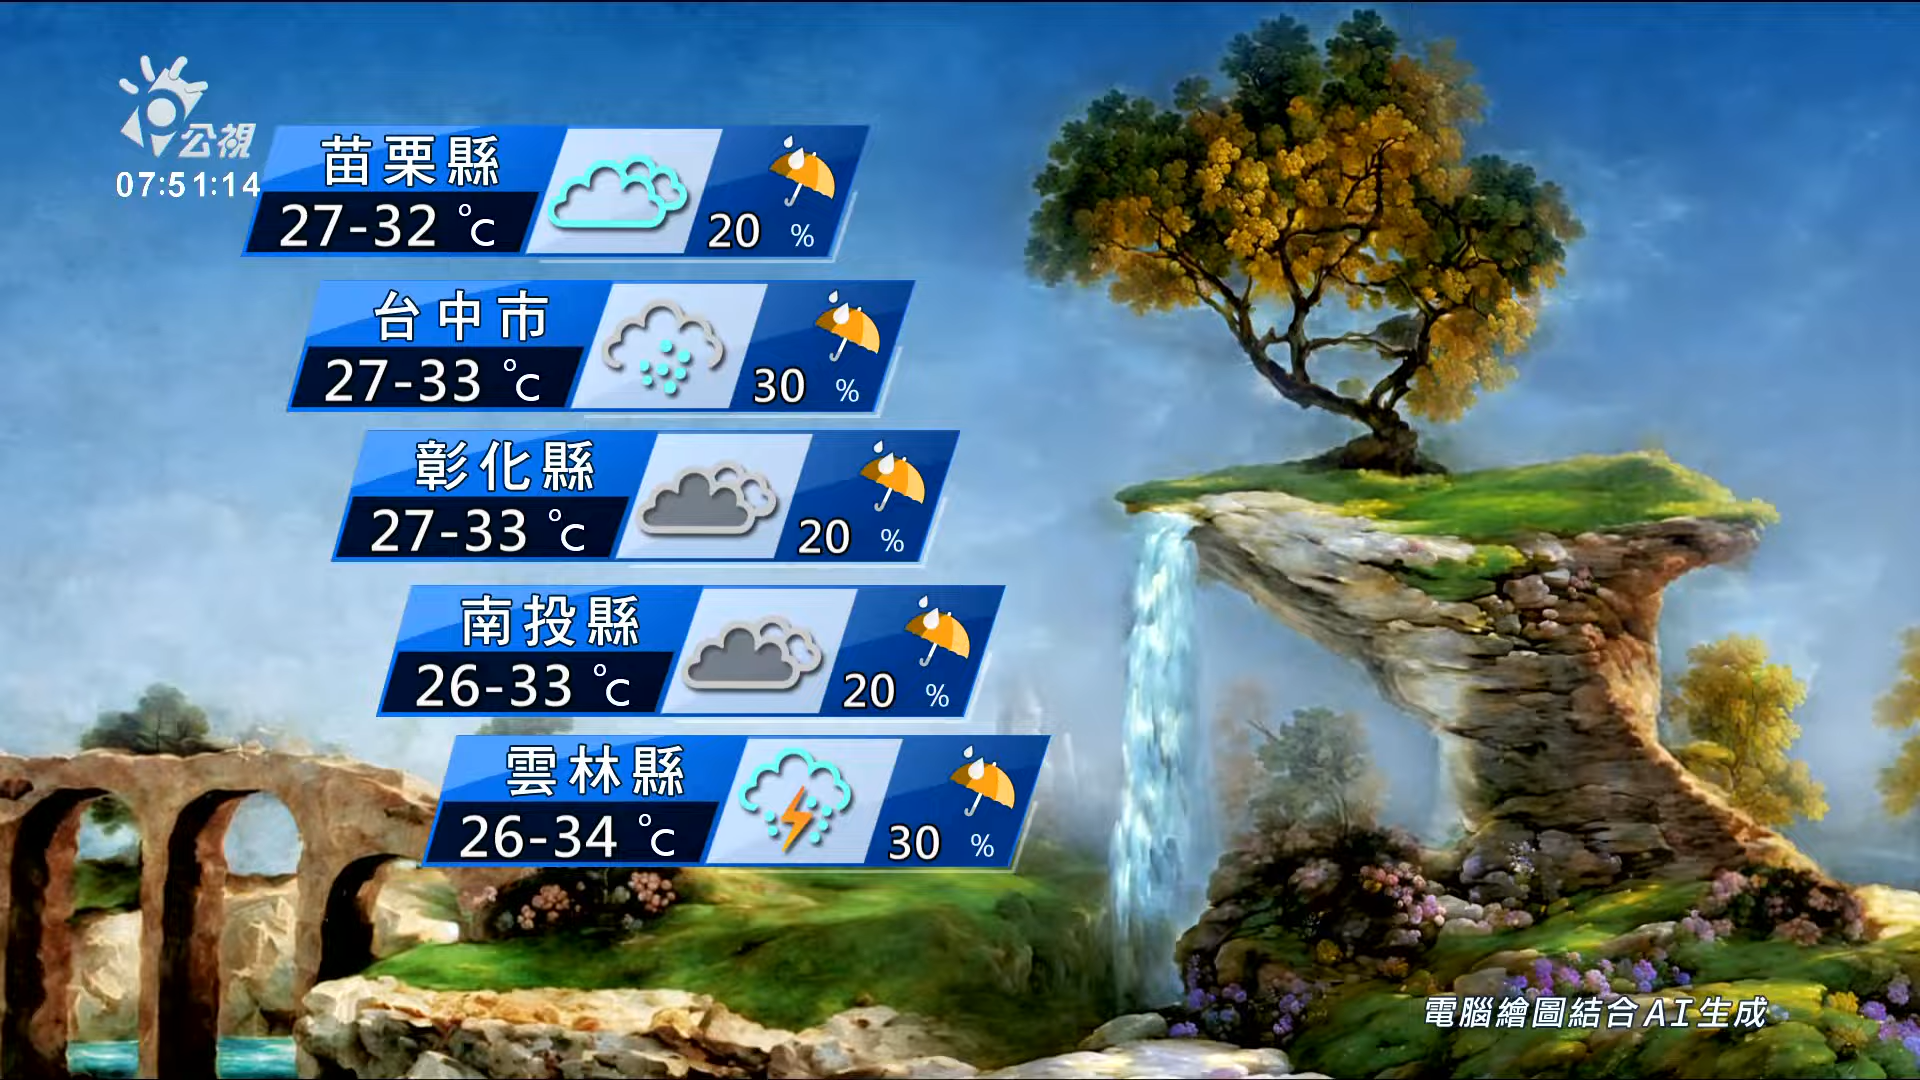 公視
07:51:14
苗栗縣
27-32 ℃
20 %
台中市
27-33 ℃
30 %
彰化縣
27-33 ℃
20 %
南投縣
26-33 ℃
20 %
雲林縣
26-34 ℃
30 %
電腦繪圖結合AI生成